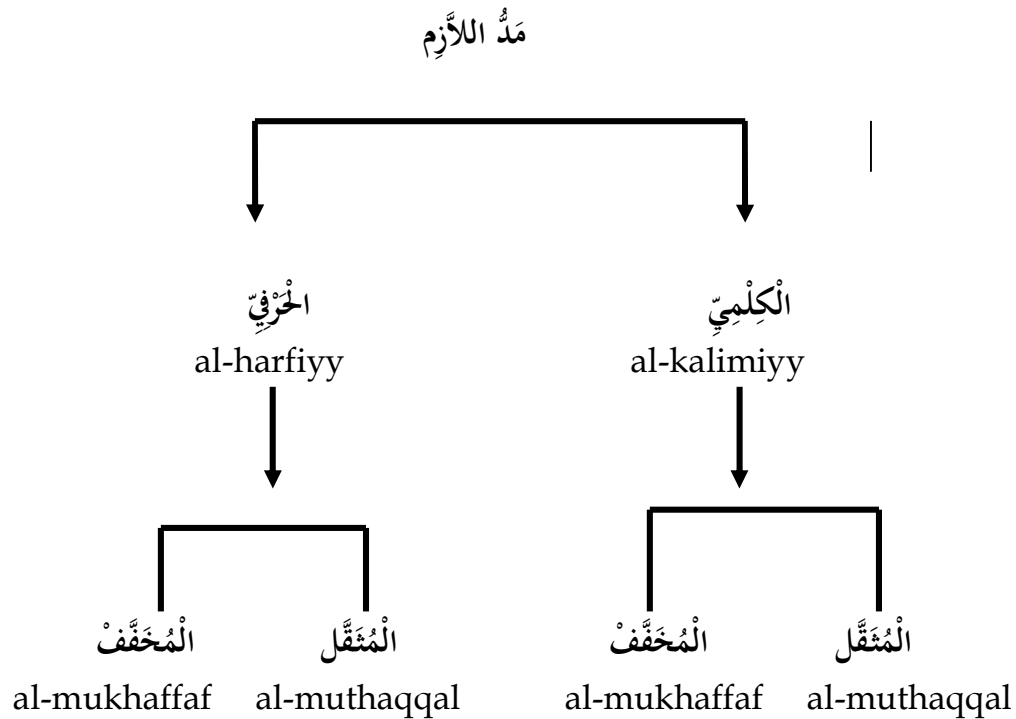 مَدُّ اللاَّزِم
الْحَرْفِيِّ
الْكِلْمِيِّ
al-harfiyy
al-kalimiyy
الْمُخَفَّفْ
الْمُثَقَّل
الْمُخَفَّفْ
الْمُثَقَّل
al-mukhaffaf
al-muthaqqal
al-mukhaffaf
al-muthaqqal